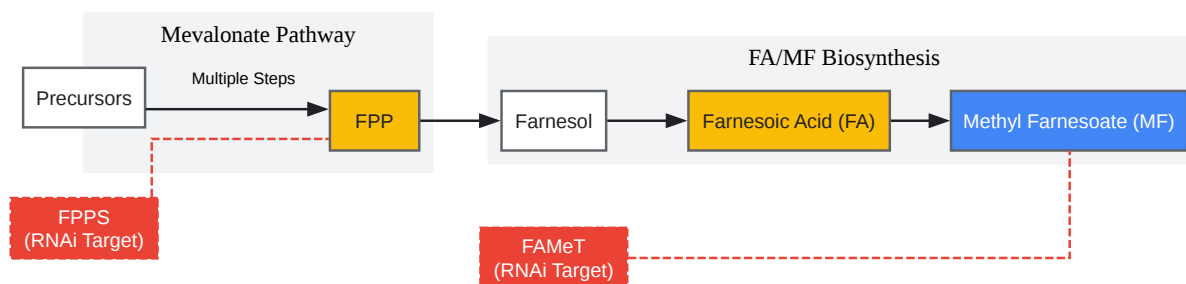 Mevalonate Pathway
FA/MF Biosynthesis
Multiple Steps
Precursors
FPP
Farnesol
Farnesoic Acid (FA)
Methyl Farnesoate (MF)
FPPS
(RNAi Target)
FAMeT
(RNAi Target)